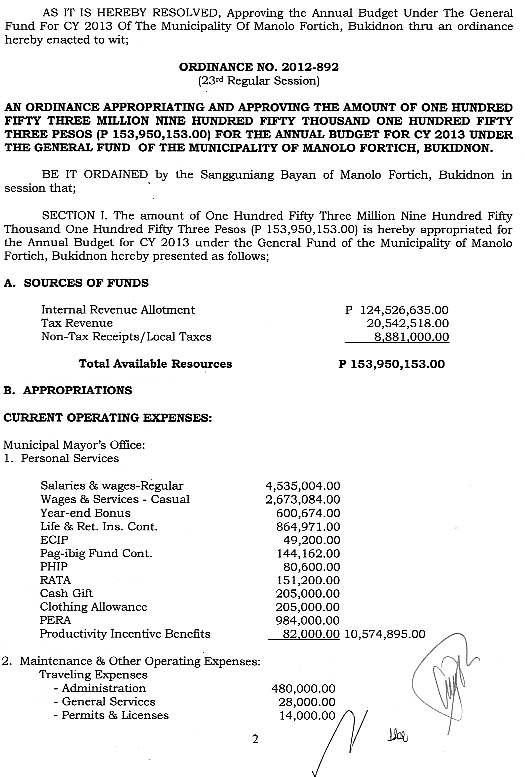 AS IT IS HEREBY RESOLVED, Approving the Annual Budget Under The General
Fund For CY 2013 Of The Municipality Of Manolo Fortich, Bukidnon thru an ordinance
hereby enacted to wit;
ORDINANCE NO. 2012-892
(23rd Regular Session)
AN ORDINANCE APPROPRIATING AND APPROVING THE AMOUNT OF ONE HUNDRED
FIFTY THREE MILLION NINE HUNDRED FIFTY THOUSAND ONE HUNDRED FIFTY
THREE PESOS (P 153,950,153.00) FOR THE ANNUAL BUDGET FOR CY 2013 UNDER
THE GENERAL FUND OF THE MUNICIPALITY OF MANOLO FORTICH, BUKIDNON.
BE IT ORDAINED by the Sangguniang Bayan of Manolo Fortich, Bukidnon in
session that;
SECTION I. The amount of One Hundred Fifty Three Million Nine Hundred Fifty
Thousand One Hundred Fifty Three Pesos (P 153,950,153.00) is hereby appropriated for
the Annual Budget for CY 2013 under the General Fund of the Municipality of Manolo
Fortich, Bukidnon hereby presented as follows;
A. SOURCES OF FUNDS
Internal Revenue Allotment P 124,526,635.00
Tax Revenue 20,542,518.00
Non-Tax Receipts/Local Taxes 8,881,000.00
Total Available Resources P 153,950,153.00
B. APPROPRIATIONS
CURRENT OPERATING EXPENSES:
Municipal Mayor's Office:
1. Personal Services
Salaries & wages-Regular 4,535,004.00
Wages & Services - Casual 2,673,084.00
Year-end Bonus 600,674.00
Life & Ret. Ins. Cont. 864,971.00
ECIP 49,200.00
Pag-ibig Fund Cont. 144,162.00
PHIP 80,600.00
RATA 151,200.00
Cash Gift 205,000.00
Clothing Allowance 205,000.00
PERA 984,000.00
Productivity Incentive Benefits 82,000.00 10,574,895.00
2. Maintenance & Other Operating Expenses:
Traveling Expenses
- Administration 480,000.00
- General Services 28,000.00
- Permits & Licenses 14,000.00
2